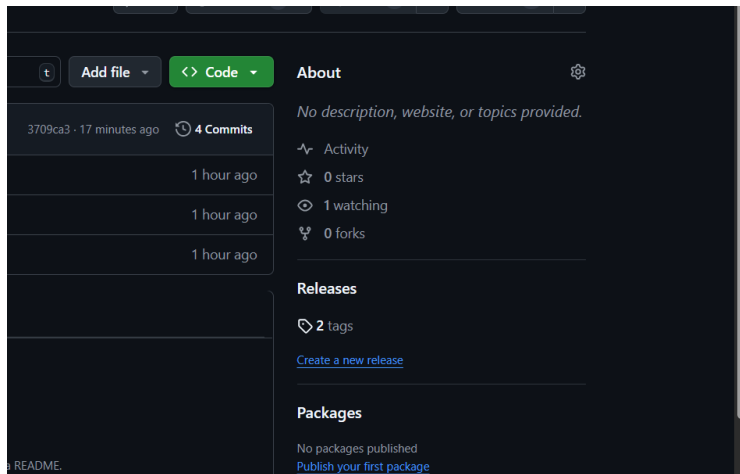 t
Add file
Code
About
No description, website, or topics provided.
3709ca3 · 17 minutes ago
4 Commits
Activity
1 hour ago
0 stars
1 hour ago
1 watching
0 forks
1 hour ago
Releases
2 tags
Create a new release
Packages
No packages published
a README.
Publish your first package